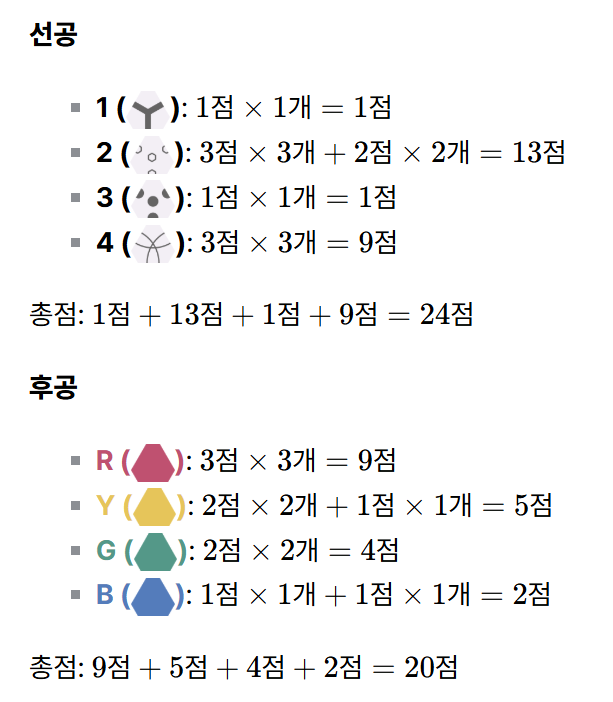 선공
1 ( ): 1점 × 1개 = 1점
2 ( ): 3점 × 3개 + 2점 × 2개 = 13점
3 ( ): 1점 × 1개 = 1점
4 ( ): 3점 × 3개 = 9점
총점: 1점 + 13점 + 1점 + 9점 = 24점
후공
R ( ): 3점 × 3개 = 9점
Y ( ): 2점 × 2개 + 1점 × 1개 = 5점
G ( ): 2점 × 2개 = 4점
B ( ): 1점 × 1개 + 1점 × 1개 = 2점
총점: 9점 + 5점 + 4점 + 2점 = 20점